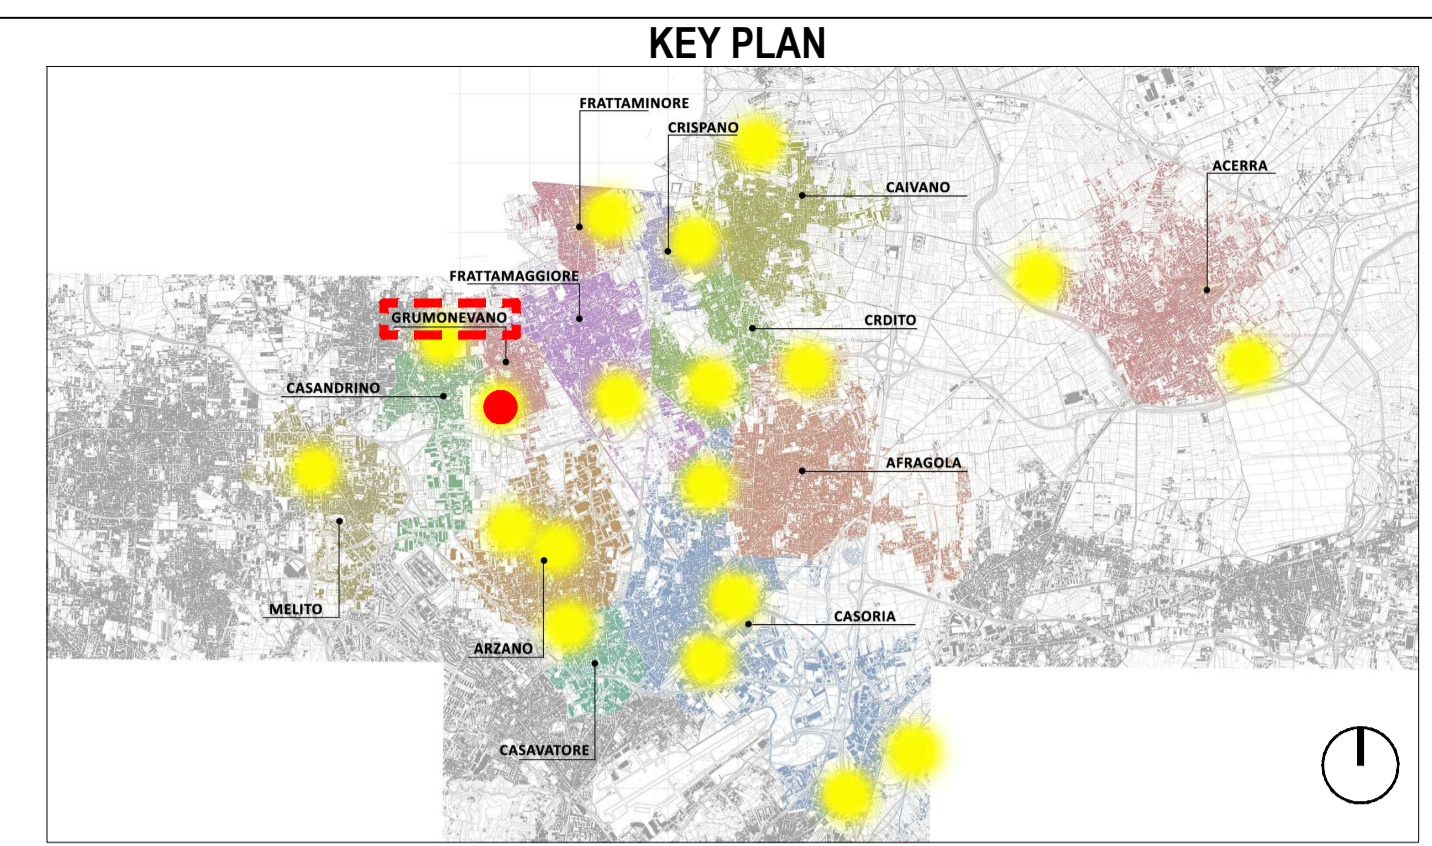 KEY PLAN
FRATTAMINORE
CRISPANO
ACERRA
CAIVANO
FRATTAMAGGIORE
GRUMONEVANO
CRDITO
CASANDRINO
AFRAGOLA
MELITO
CASORIA
ARZANO
CASAVATORE